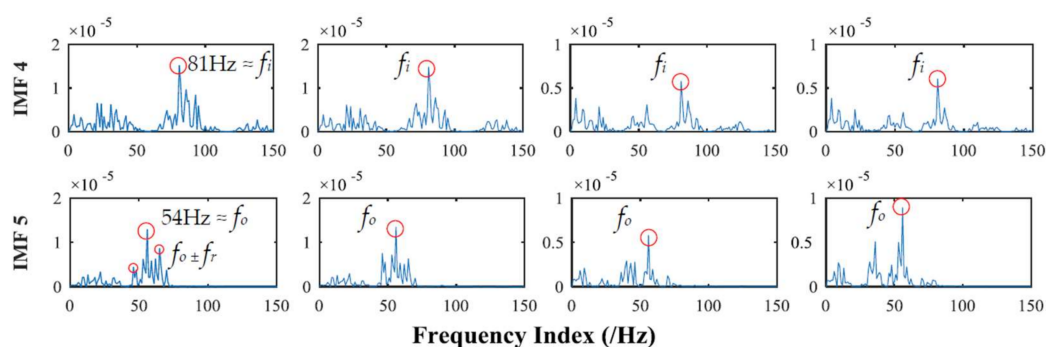 ×10 -5 ×10 -5 ×10 -5 ×10 -5
IMF 4
2 2 1 1
81Hz ≈ fi fi fi fi
1 1 0.5 0.5
0 0 0 0
0 50 100 150 0 50 100 150 0 50 100 150 0 50 100 150
×10 -5 ×10 -5 ×10 -5 ×10 -5
IMF 5
2 2 1 1
54Hz ≈ fo fo fo fo
1 1 0.5 0.5
fo ± fr
0 0 0 0
0 50 100 150 0 50 100 150 0 50 100 150 0 50 100 150
Frequency Index (/Hz)